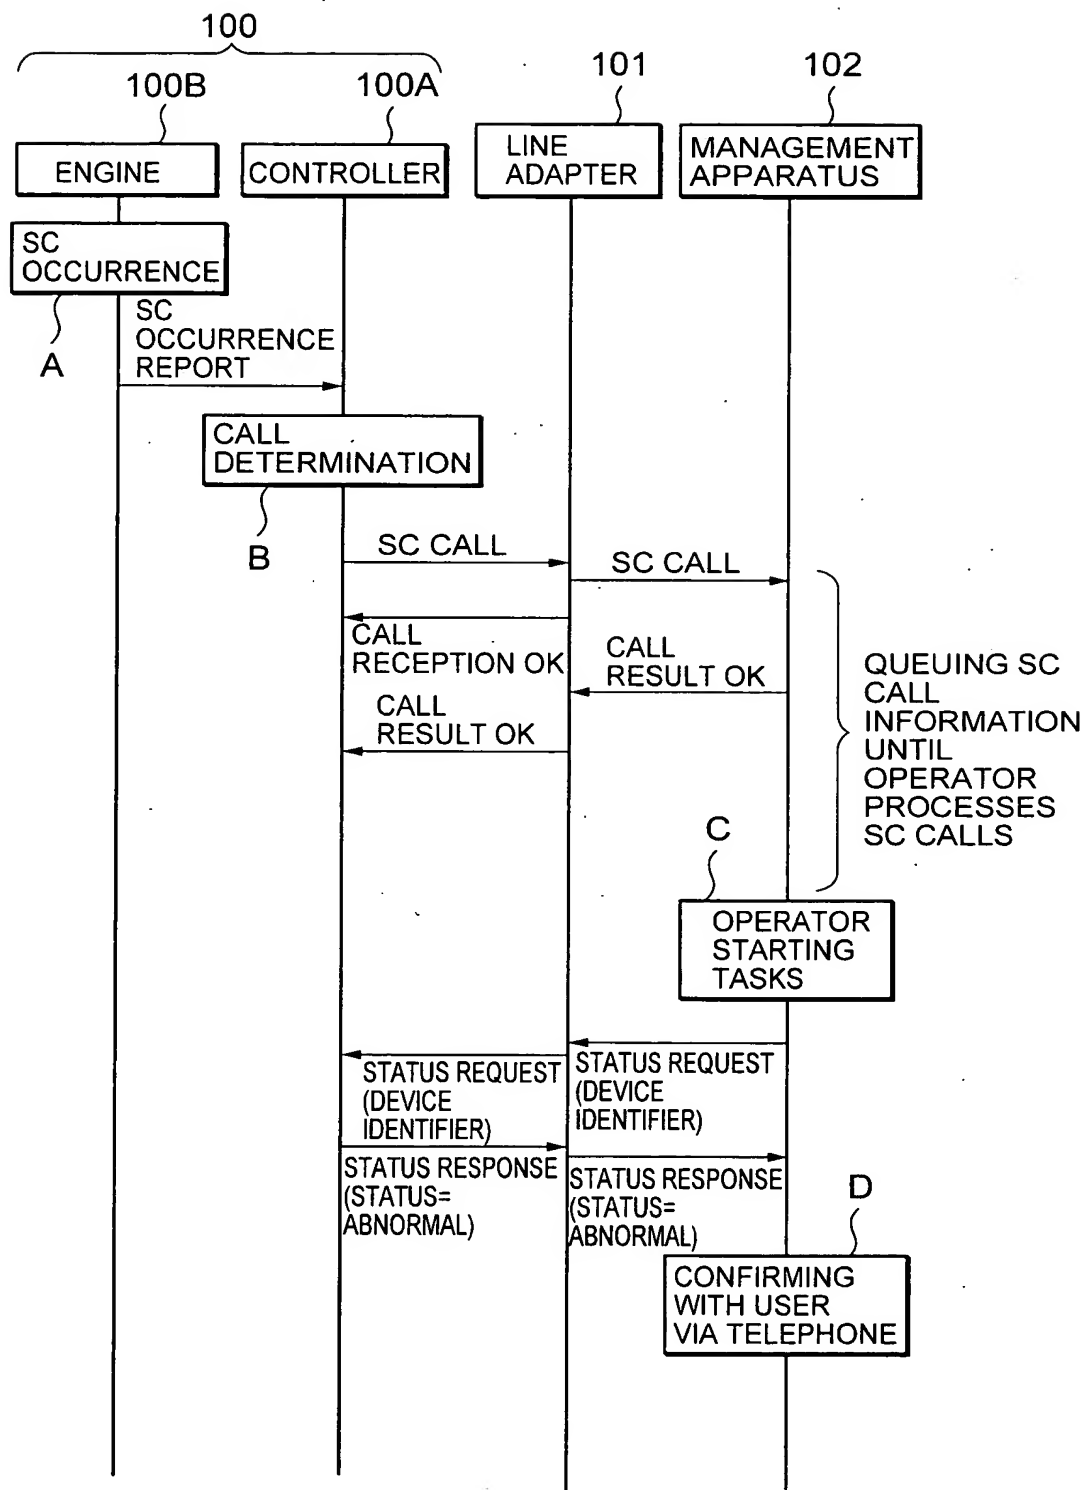 100
100B
100A
101
102
ENGINE
CONTROLLER
LINE
ADAPTER
MANAGEMENT
APPARATUS
SC
OCCURRENCE
A
SC
OCCURRENCE
REPORT
CALL
DETERMINATION
B
SC CALL
SC CALL
CALL
RECEPTION OK
CALL
RESULT OK
CALL
RESULT OK
QUEUING SC
CALL
INFORMATION
UNTIL
OPERATOR
PROCESSES
SC CALLS
C
OPERATOR
STARTING
TASKS
STATUS REQUEST
(DEVICE
IDENTIFIER)
STATUS REQUEST
(DEVICE
IDENTIFIER)
STATUS RESPONSE
(STATUS=
ABNORMAL)
STATUS RESPONSE
(STATUS=
ABNORMAL)
D
CONFIRMING
WITH USER
VIA TELEPHONE